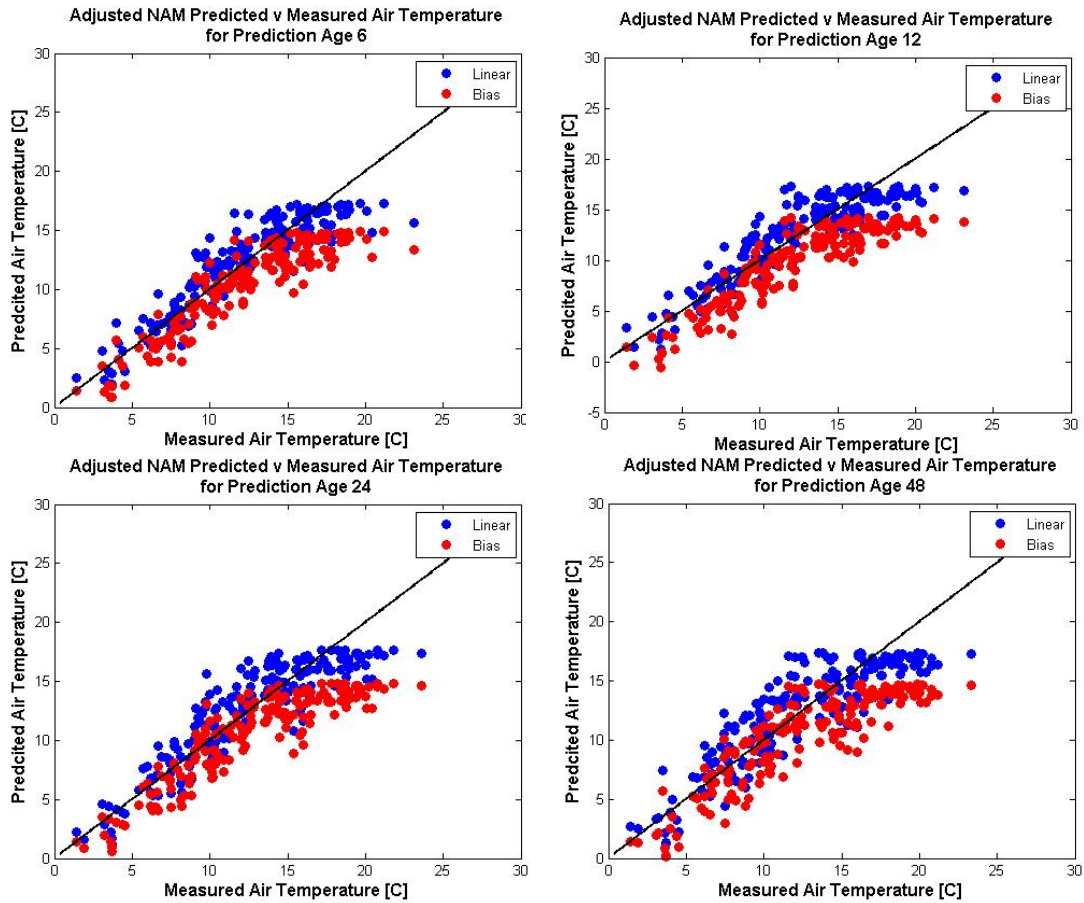 Adjusted NAM Predicted v Measured Air Temperature
for Prediction Age 6
30
25
20
15
10
5
0
Predcited Air Temperature [C]
Linear
Bias
5 10 15 20 25 30
Measured Air Temperature [C]
Adjusted NAM Predicted v Measured Air Temperature
for Prediction Age 12
30
25
20
15
10
5
0
-5
Predcited Air Temperature [C]
Linear
Bias
0 5 10 15 20 25 30
Measured Air Temperature [C]
Adjusted NAM Predicted v Measured Air Temperature
for Prediction Age 24
30
25
20
15
10
5
0
Predcited Air Temperature [C]
Linear
Bias
0 5 10 15 20 25 30
Measured Air Temperature [C]
Adjusted NAM Predicted v Measured Air Temperature
for Prediction Age 48
30
25
20
15
10
5
0
Predcited Air Temperature [C]
Linear
Bias
0 5 10 15 20 25 30
Measured Air Temperature [C]